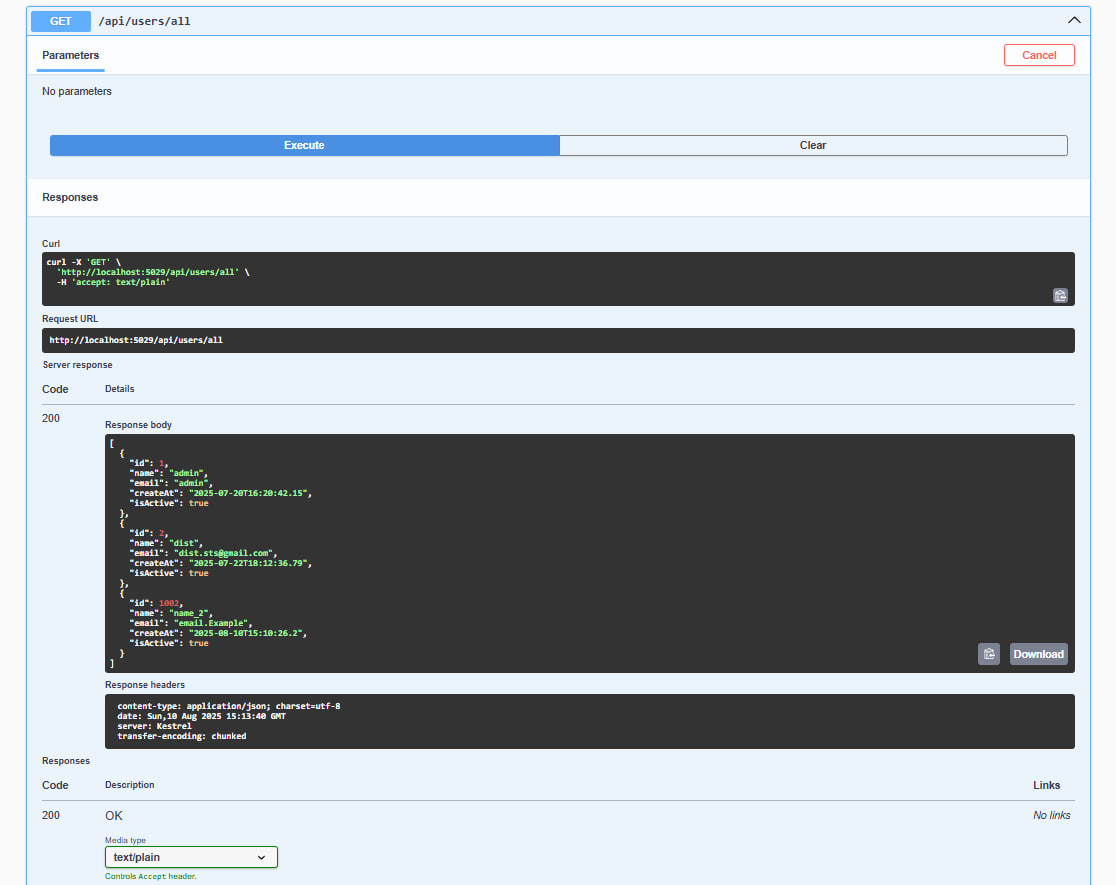 GET /api/users/all
Parameters
Cancel
No parameters
Execute
Clear
Responses
Curl
curl -X 'GET' \
  'http://localhost:5029/api/users/all' \
  -H 'accept: text/plain'
Request URL
http://localhost:5029/api/users/all
Server response
Code Details
200
Response body
[
  {
    "id": 1,
    "name": "admin",
    "email": "admin",
    "createAt": "2025-07-20T16:20:42.15",
    "isActive": true
  },
  {
    "id": 2,
    "name": "dist",
    "email": "dist.sts@gmail.com",
    "createAt": "2025-07-22T18:12:36.79",
    "isActive": true
  },
  {
    "id": 1002,
    "name": "name_2",
    "email": "email.Example",
    "createAt": "2025-08-10T15:10:26.2",
    "isActive": true
  }
]
Download
Response headers
content-type: application/json; charset=utf-8
date: Sun,10 Aug 2025 15:13:40 GMT
server: Kestrel
transfer-encoding: chunked
Responses
Code Description Links
200 OK No links
Media type
text/plain
Controls Accept header.